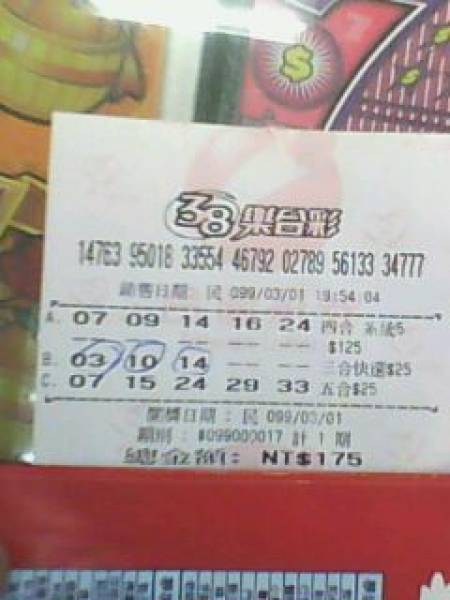 $
38樂合彩
14763 95018 33554 46792 02789 56133 34777
銷售日期：民 099/03/01 19:54:04
A. 07 09 14 16 24 四合 系統5
$125
B. 03 10 14 三合快選$25
C. 07 15 24 29 33 五合$25
開獎日期：民 099/03/01
期別：#099000017 計 1 期
總金額：NT$175